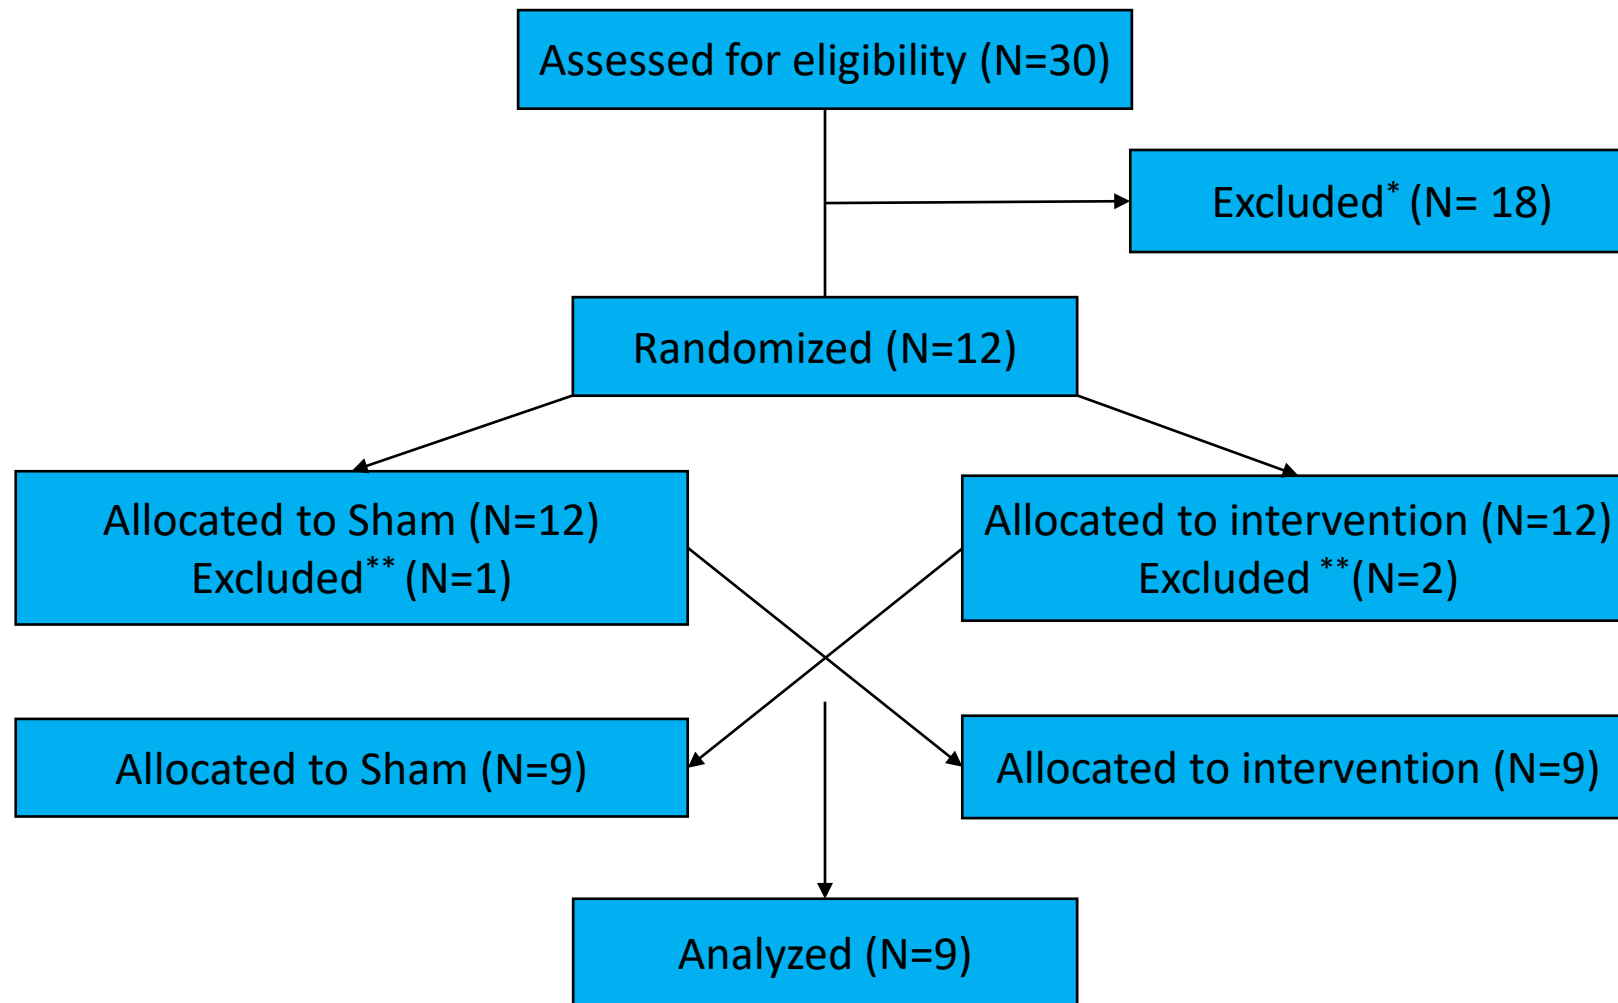 Assessed for eligibility (N=30)
Excluded* (N= 18)
Randomized (N=12)
Allocated to Sham (N=12)
Excluded** (N=1)
Allocated to intervention (N=12)
Excluded **(N=2)
Allocated to Sham (N=9)
Allocated to intervention (N=9)
Analyzed (N=9)